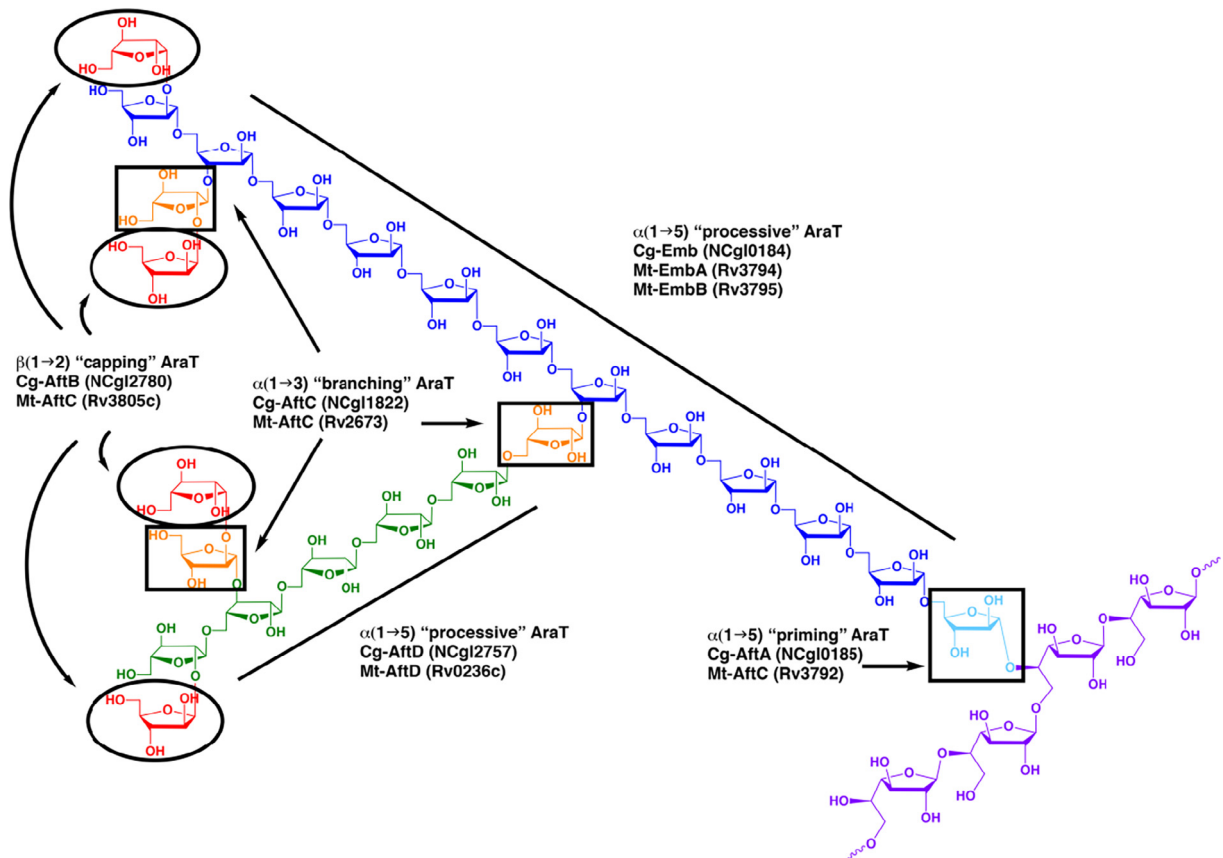 α(1→5) “processive” AraT
Cg-Emb (NCgl0184)
Mt-EmbA (Rv3794)
Mt-EmbB (Rv3795)
β(1→2) “capping” AraT
Cg-AftB (NCgl2780)
Mt-AftC (Rv3805c)
α(1→3) “branching” AraT
Cg-AftC (NCgl1822)
Mt-AftC (Rv2673)
α(1→5) “processive” AraT
Cg-AftD (NCgl2757)
Mt-AftD (Rv0236c)
α(1→5) “priming” AraT
Cg-AftA (NCgl0185)
Mt-AftC (Rv3792)